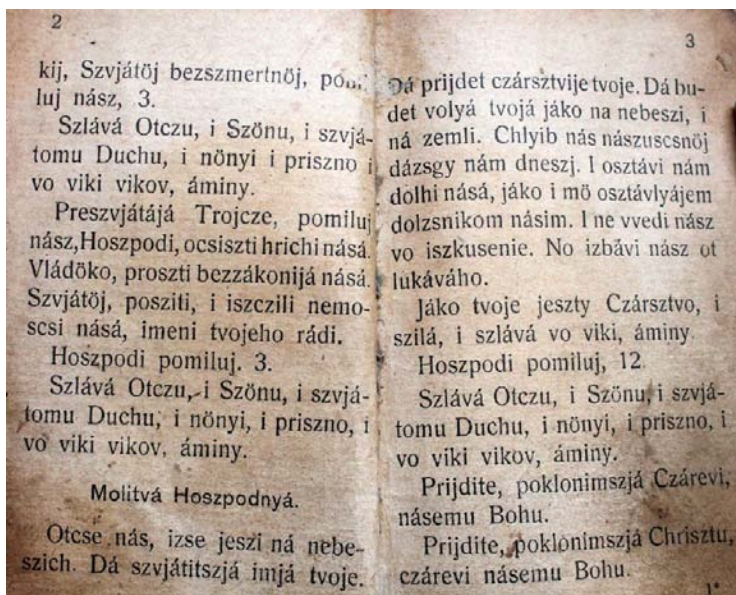 2
kij, Szvjátöj bezszmertnöj,
luj nász, 3.
Szlává Otczu, i Szönu, i szvjá-
tomu Duchu, i nönyi i priszno i
vo viki vikov, áminy.
Preszvjátájá Trojcze, pomiluj
nász, Hoszpodi, ocsiszti hrichi násá.
Vládöko, proszti bezzákonijá násá.
Szvjátöj, posziti, i iszczili nemo-
scsi násá, imeni tvojeho rádi.
Hoszpodi pomiluj. 3.
Szlává Otczu, i Szönu, i szvjá-
tomu Duchu, i nönyi, i priszno, i
vo viki vikov, áminy.
Molitvá Hoszpodnyá.
Otcse nás, izse jeszi ná nebe-
szich. Dá szvjátitszjá imjá tvoje.
3
Dá prijdet czársztvije tvoje. Dá bu-
det volyá tvojá jáko na nebeszi, i
ná zemli. Chlyib nás nászuscsnöj
dázsgy nám dneszj. I osztávi nám
dolhi násá, jáko i mö osztávlyájem
dolzsnikom násim. I ne vvedi nász
vo iszkusenie. No izbávi nász ot
lukáváho.
Jáko tvoje jeszty Czársztvo, i
szilá, i szlává vo viki, áminy.
Hoszpodi pomiluj, 12
Szlává Otczu, i Szönu, i szvjá-
tomu Duchu, i nönyi, i priszno, i
vo viki vikov, áminy.
Prijdite, poklonimszjá Czárevi,
násemu Bohu.
Prijdite, poklonimszjá Chrisztu,
czárevi násemu Bohu.
1*